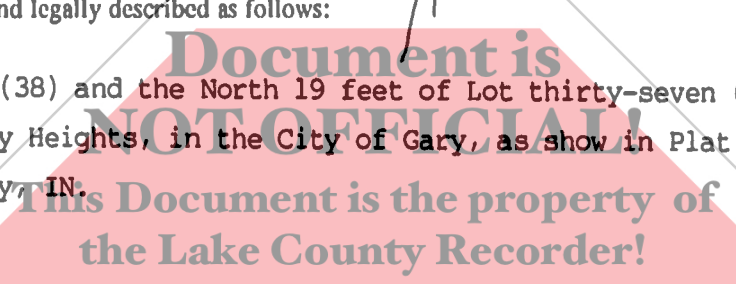 nd legally described as follows:
Document is
(38) and the North 19 feet of Lot thirty-seven (
NOT OFFICIAL!
y Heights, in the City of Gary, as show in Plat
y, IN.
This Document is the property of
the Lake County Recorder!